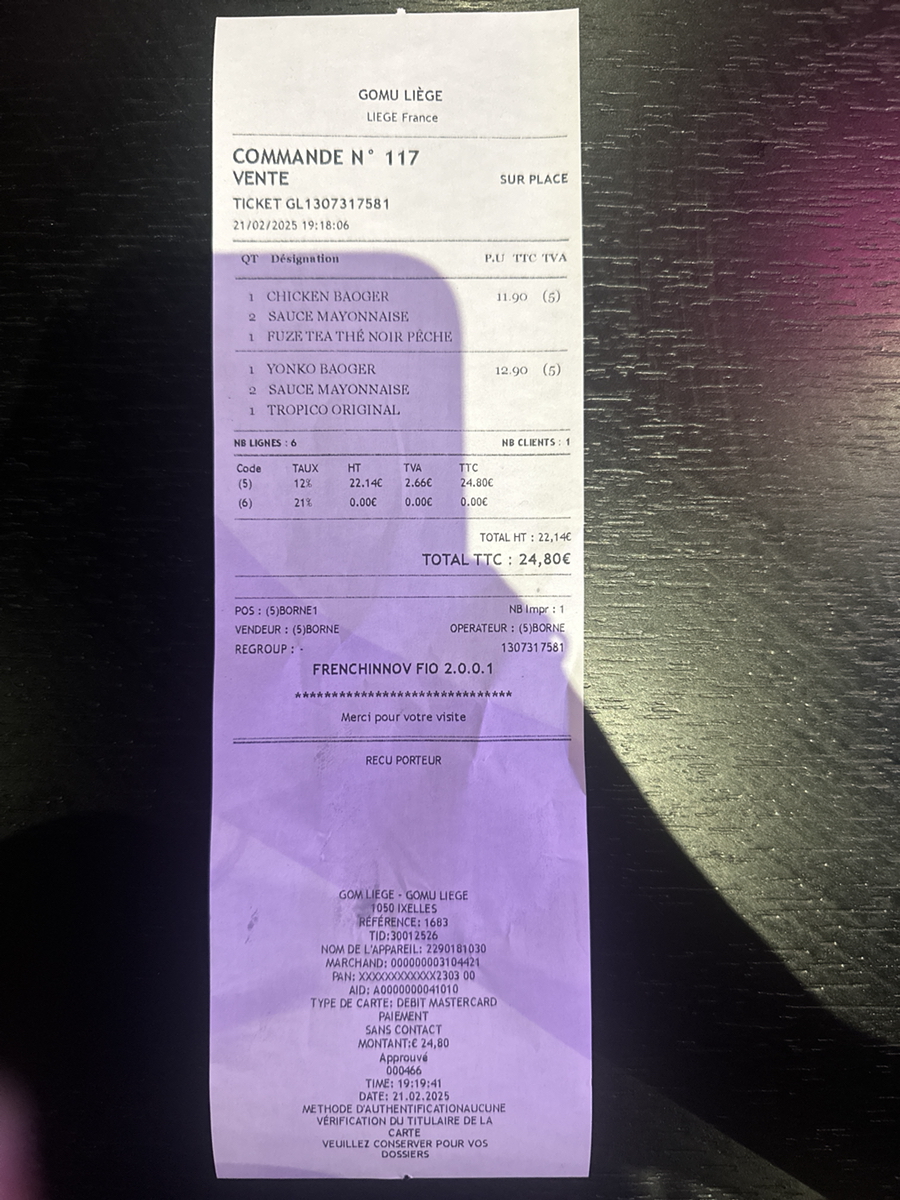 GOMU LIÈGE
LIEGE France
COMMANDE N° 117
VENTE SUR PLACE
TICKET GL1307317581
21/02/2025 19:18:06
QT Désignation P.U TTC TVA
1 CHICKEN BAOGER 11.90 (5)
2 SAUCE MAYONNAISE
1 FUZE TEA THÉ NOIR PÊCHE
1 YONKO BAOGER 12.90 (5)
2 SAUCE MAYONNAISE
1 TROPICO ORIGINAL
NB LIGNES : 6 NB CLIENTS : 1
Code TAUX HT TVA TTC
(5) 12% 22.14€ 2.66€ 24.80€
(6) 21% 0.00€ 0.00€ 0.00€
TOTAL HT : 22,14€
TOTAL TTC : 24,80€
POS : (5)BORNE1 NB Impr : 1
VENDEUR : (5)BORNE OPERATEUR : (5)BORNE
REGROUP : - 1307317581
FRENCHINNOV FIO 2.0.0.1
******************************
Merci pour votre visite
RECU PORTEUR
GOM LIEGE - GOMU LIEGE
1050 IXELLES
RÉFÉRENCE: 1683
TID:30012526
NOM DE L'APPAREIL: 2290181030
MARCHAND: 000000003104421
PAN: XXXXXXXXXXXX2303 00
AID: A0000000041010
TYPE DE CARTE: DEBIT MASTERCARD
PAIEMENT
SANS CONTACT
MONTANT:€ 24,80
Approuvé
000466
TIME: 19:19:41
DATE: 21.02.2025
METHODE D'AUTHENTIFICATIONAUCUNE
VÉRIFICATION DU TITULAIRE DE LA
CARTE
VEUILLEZ CONSERVER POUR VOS
DOSSIERS